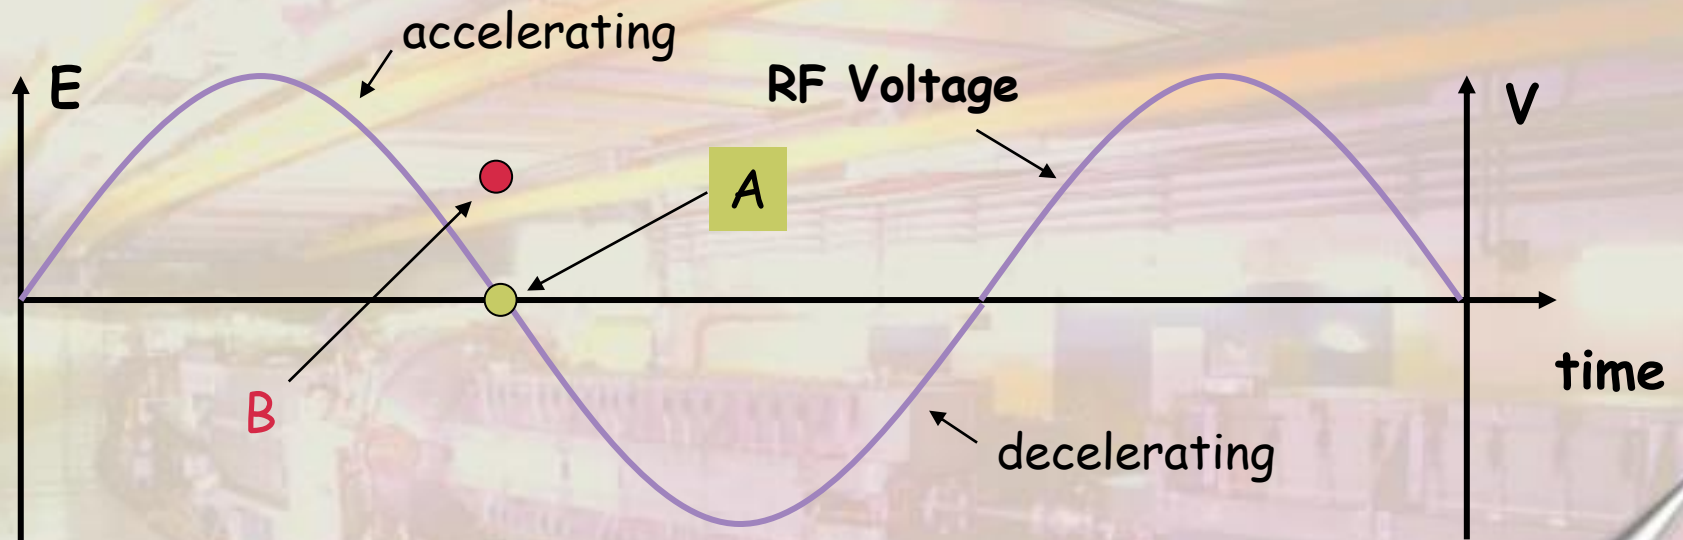 accelerating
E
RF Voltage
V
A
B
time
decelerating